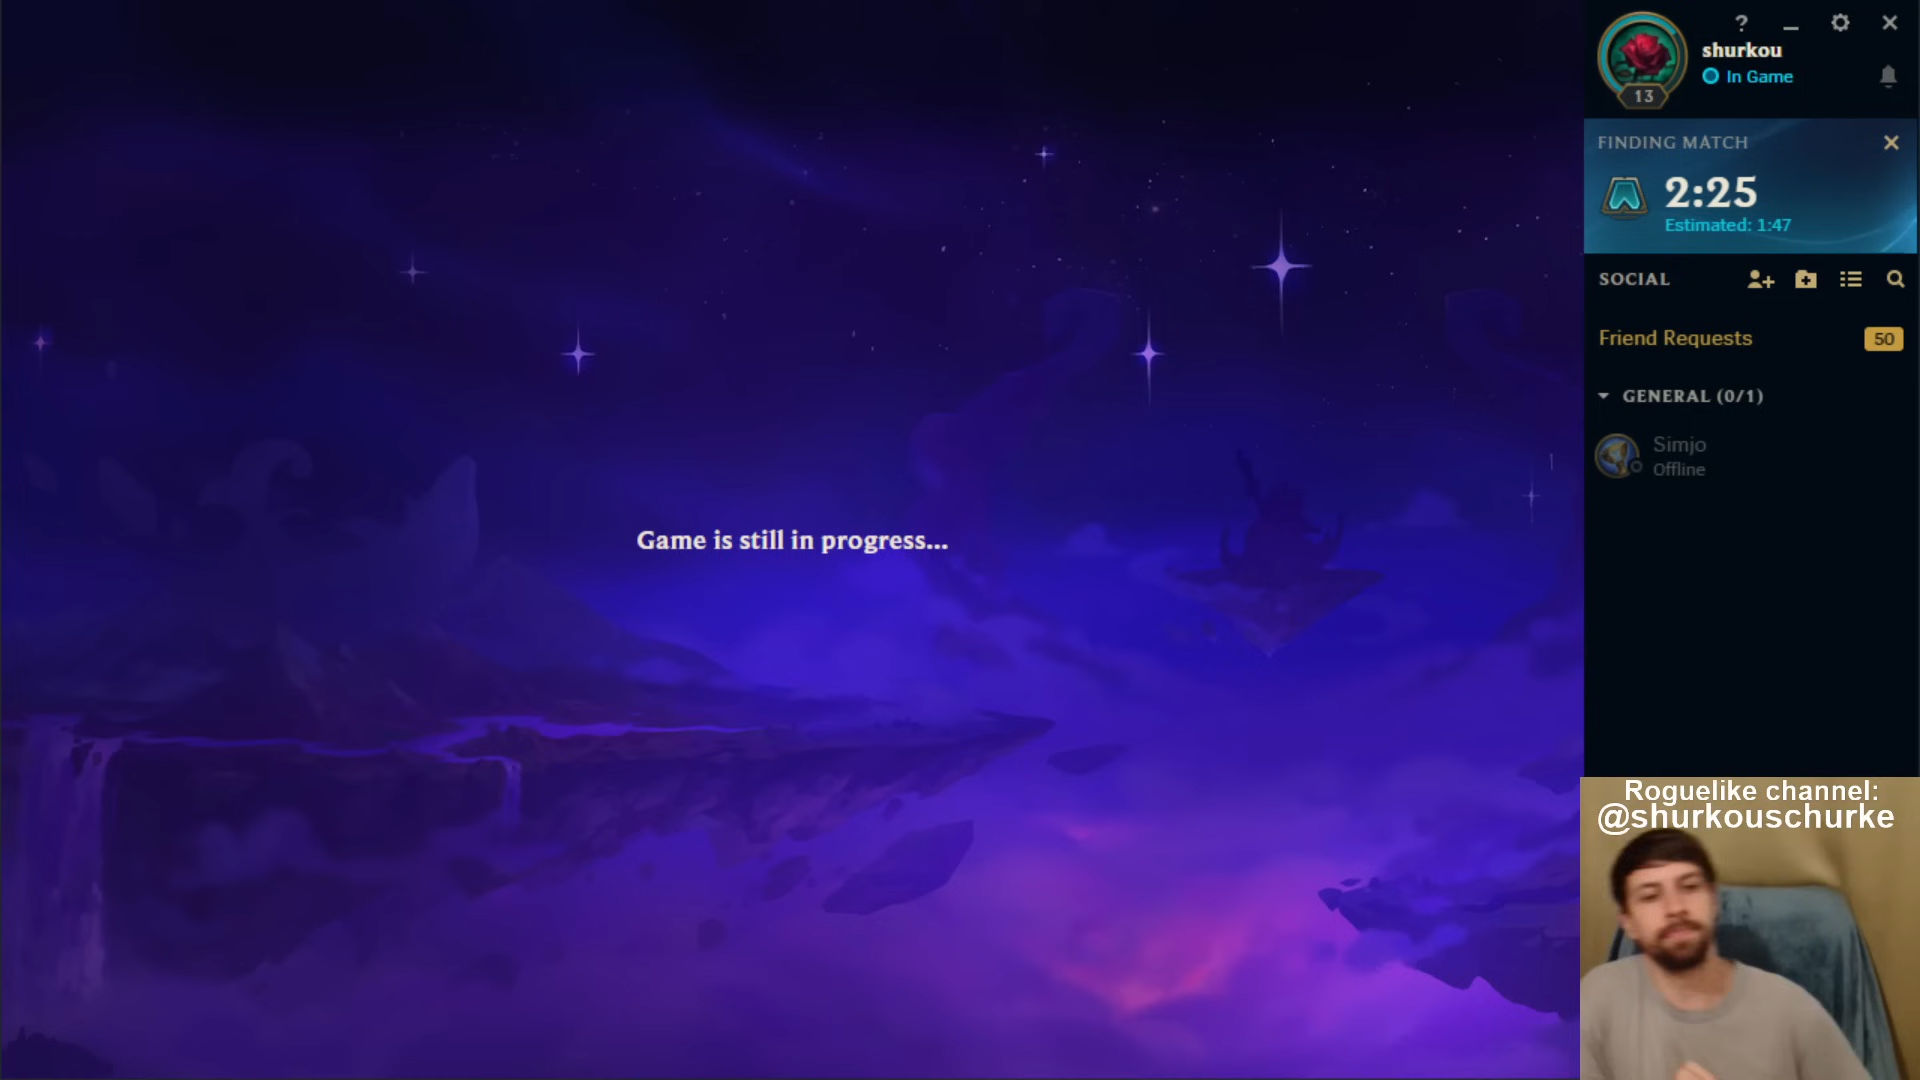 ?
shurkou
In Game
13
FINDING MATCH
2:25
Estimated: 1:47
SOCIAL
Friend Requests
50
GENERAL (0/1)
Simjo
Offline
Game is still in progress...
Roguelike channel:
@shurkouschurke